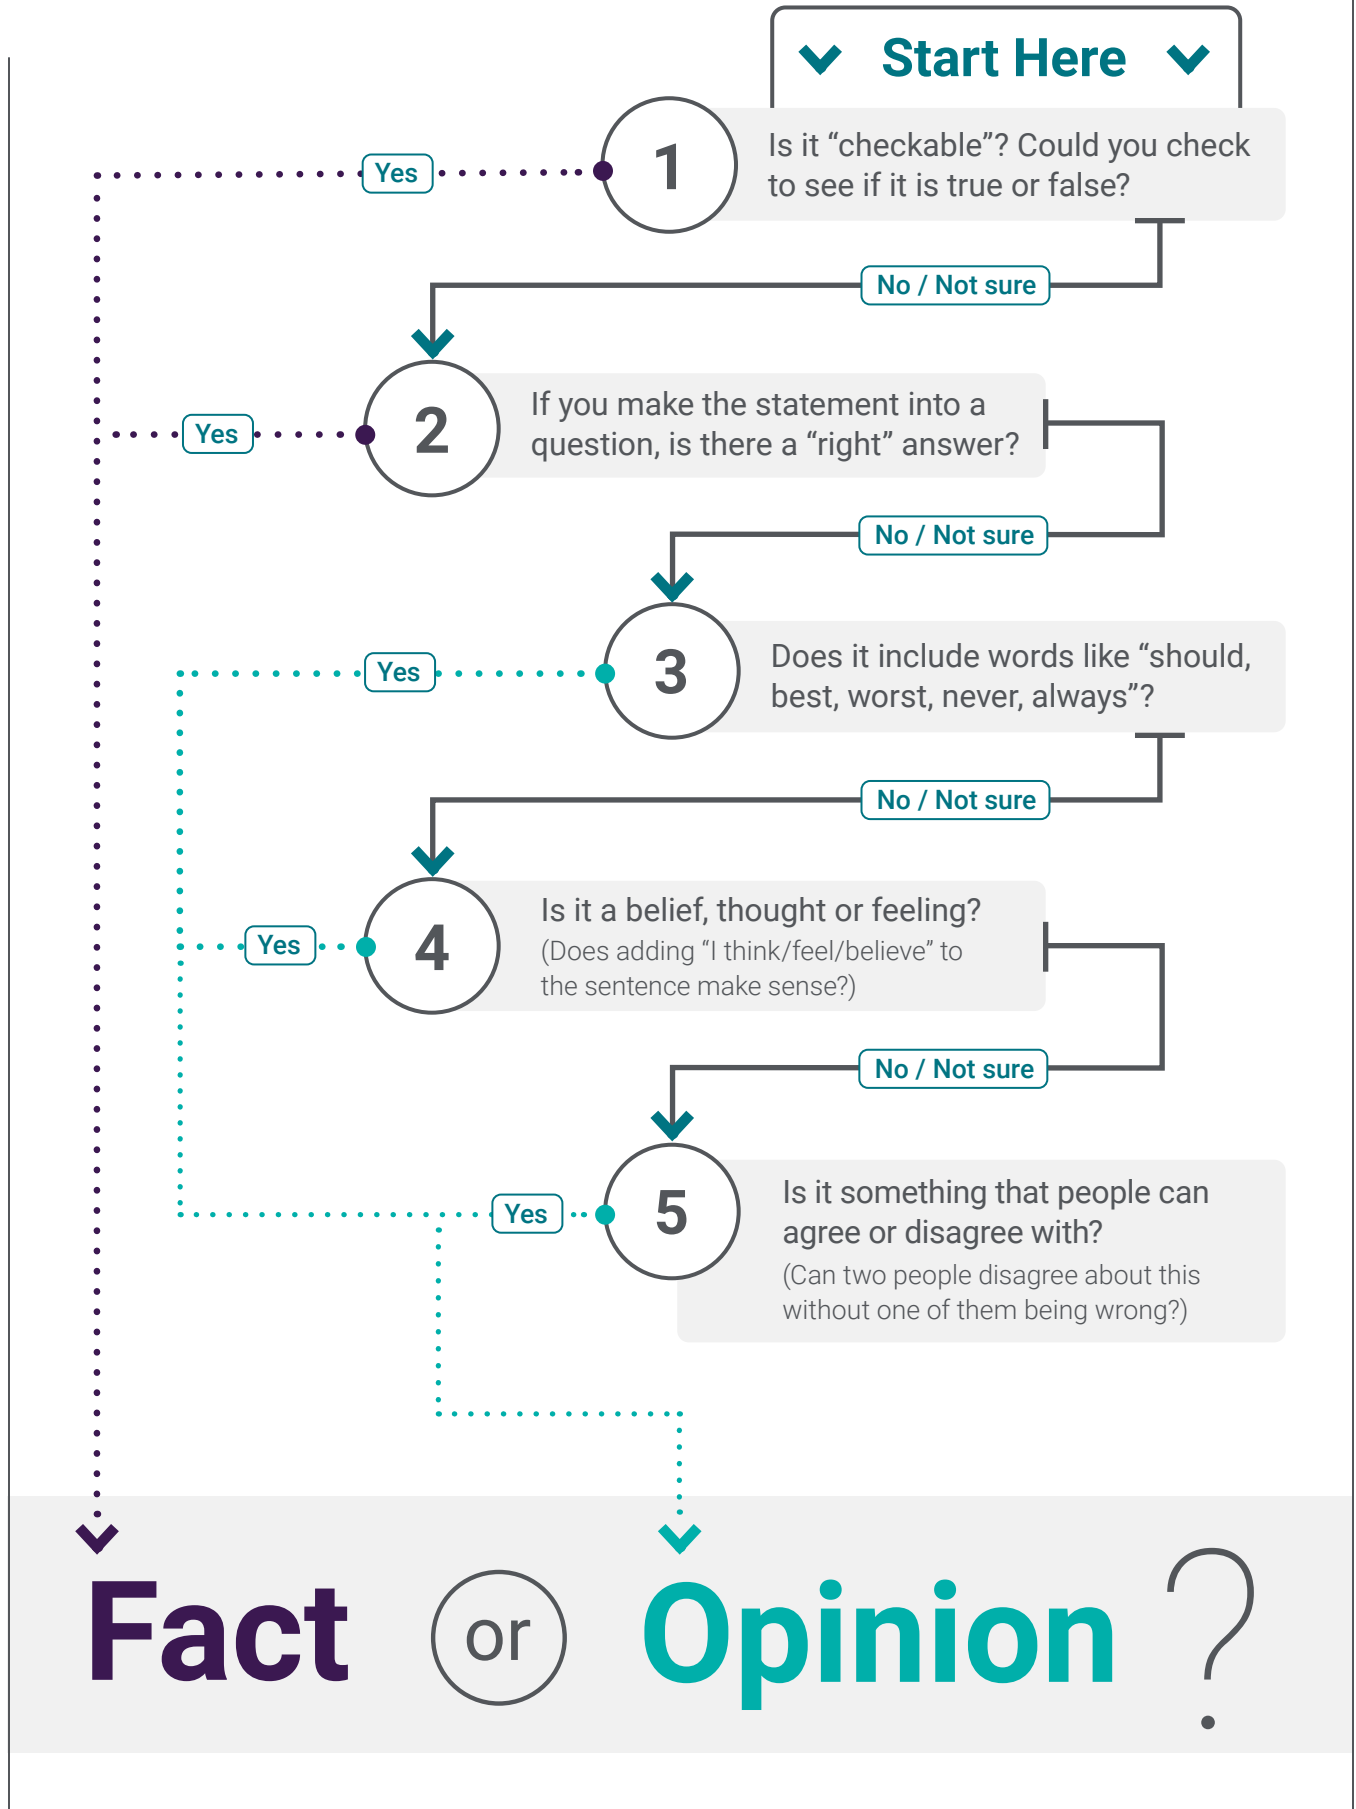 Start Here
1
Is it “checkable”? Could you check
to see if it is true or false?
Yes
No / Not sure
2
If you make the statement into a
question, is there a “right” answer?
Yes
No / Not sure
3
Does it include words like “should,
best, worst, never, always”?
Yes
No / Not sure
4
Is it a belief, thought or feeling?
(Does adding “I think/feel/believe” to
the sentence make sense?)
Yes
No / Not sure
5
Is it something that people can
agree or disagree with?
(Can two people disagree about this
without one of them being wrong?)
Yes
Fact or Opinion ?